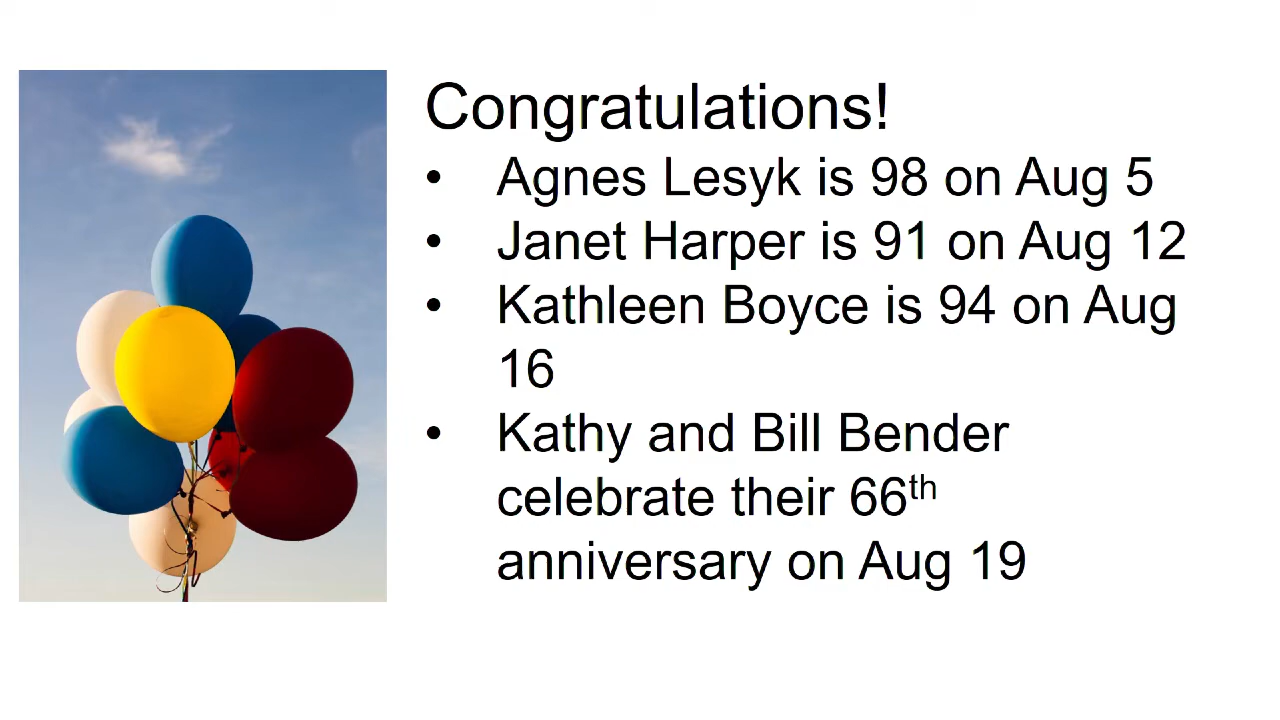 Congratulations!
• Agnes Lesyk is 98 on Aug 5
• Janet Harper is 91 on Aug 12
• Kathleen Boyce is 94 on Aug
16
• Kathy and Bill Bender
celebrate their 66th
anniversary on Aug 19